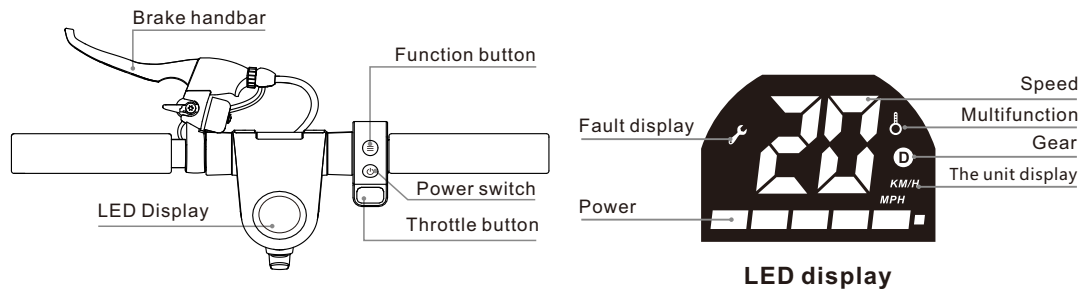 Brake handbar
Function button
Power switch
LED Display
Throttle button
Speed
Multifunction
Fault display
Gear
D
The unit display
KM/H
MPH
Power
20
LED display